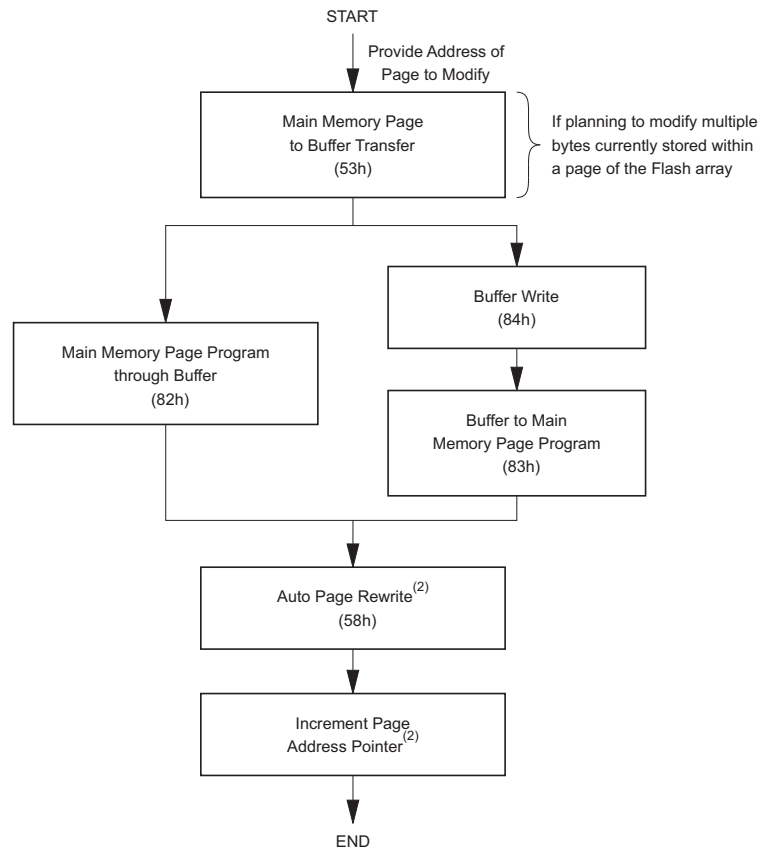 START
Provide Address of
Page to Modify
Main Memory Page
to Buffer Transfer
(53h)
If planning to modify multiple
bytes currently stored within
a page of the Flash array
Main Memory Page Program
through Buffer
(82h)
Buffer Write
(84h)
Buffer to Main
Memory Page Program
(83h)
Auto Page Rewrite(2)
(58h)
Increment Page
Address Pointer(2)
END